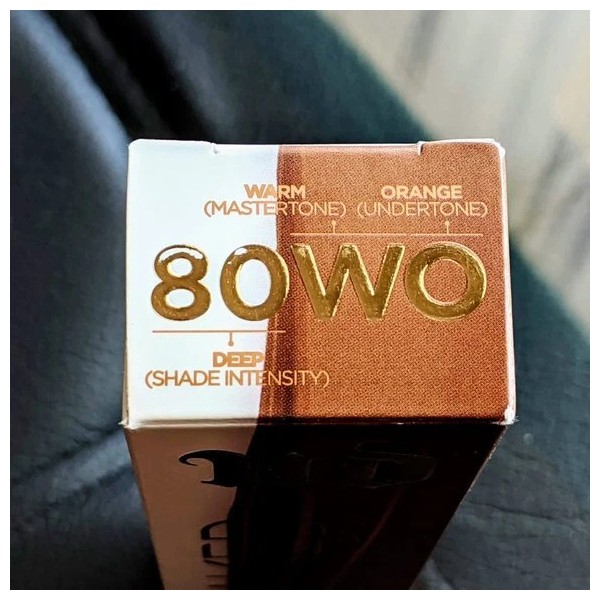 WARM ORANGE
(MASTERTONE) (UNDERTONE)
80WO
DEEP
(SHADE INTENSITY)